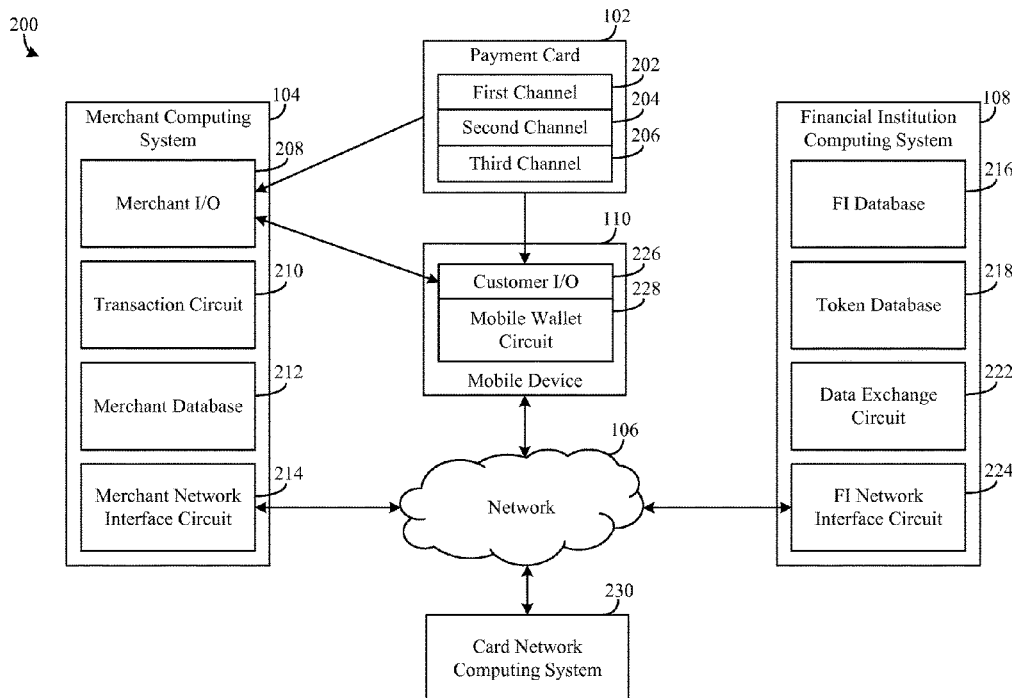 200
102
Payment Card
202
First Channel
204
Second Channel
206
Third Channel
104
Merchant Computing
System
208
Merchant I/O
210
Transaction Circuit
212
Merchant Database
214
Merchant Network
Interface Circuit
110
226
Customer I/O
228
Mobile Wallet
Circuit
Mobile Device
106
Network
108
Financial Institution
Computing System
216
FI Database
218
Token Database
222
Data Exchange
Circuit
224
FI Network
Interface Circuit
230
Card Network
Computing System